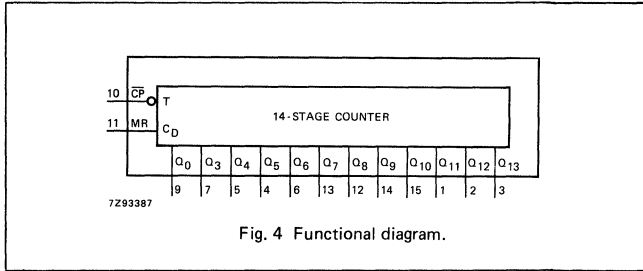 10 C̅P̅ T
14-STAGE COUNTER
11 MR C_D
Q0 Q3 Q4 Q5 Q6 Q7 Q8 Q9 Q10 Q11 Q12 Q13
9 7 5 4 6 13 12 14 15 1 2 3
7Z93387
Fig. 4 Functional diagram.